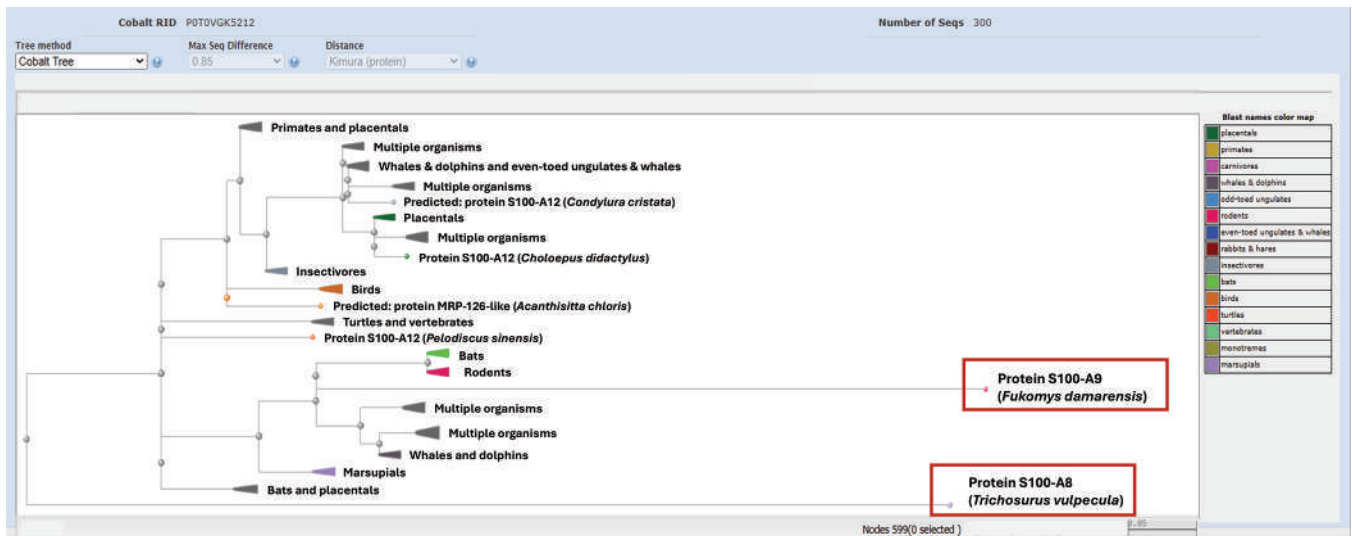 Cobalt RID P0T0VGK5212 Number of Seqs 300
Tree method Max Seq Difference Distance
Cobalt Tree 0.85 Kimura (protein)
Blast names color map
Primates and placentals
Multiple organisms
Whales & dolphins and even-toed ungulates & whales
Multiple organisms
Predicted: protein S100-A12 (Condylura cristata)
Placentals
Multiple organisms
Protein S100-A12 (Choloepus didactylus)
Insectivores
Birds
Predicted: protein MRP-126-like (Acanthisitta chloris)
Turtles and vertebrates
Protein S100-A12 (Pelodiscus sinensis)
Bats
Rodents
Protein S100-A9
(Fukomys damarensis)
Multiple organisms
Multiple organisms
Whales and dolphins
Marsupials
Bats and placentals
Protein S100-A8
(Trichosurus vulpecula)
placentals
primates
carnivores
whales & dolphins
odd-toed ungulates
rodents
even-toed ungulates & whales
rabbits & hares
insectivores
bats
birds
turtles
vertebrates
monotremes
marsupials
Nodes 599(0 selected )
0.05